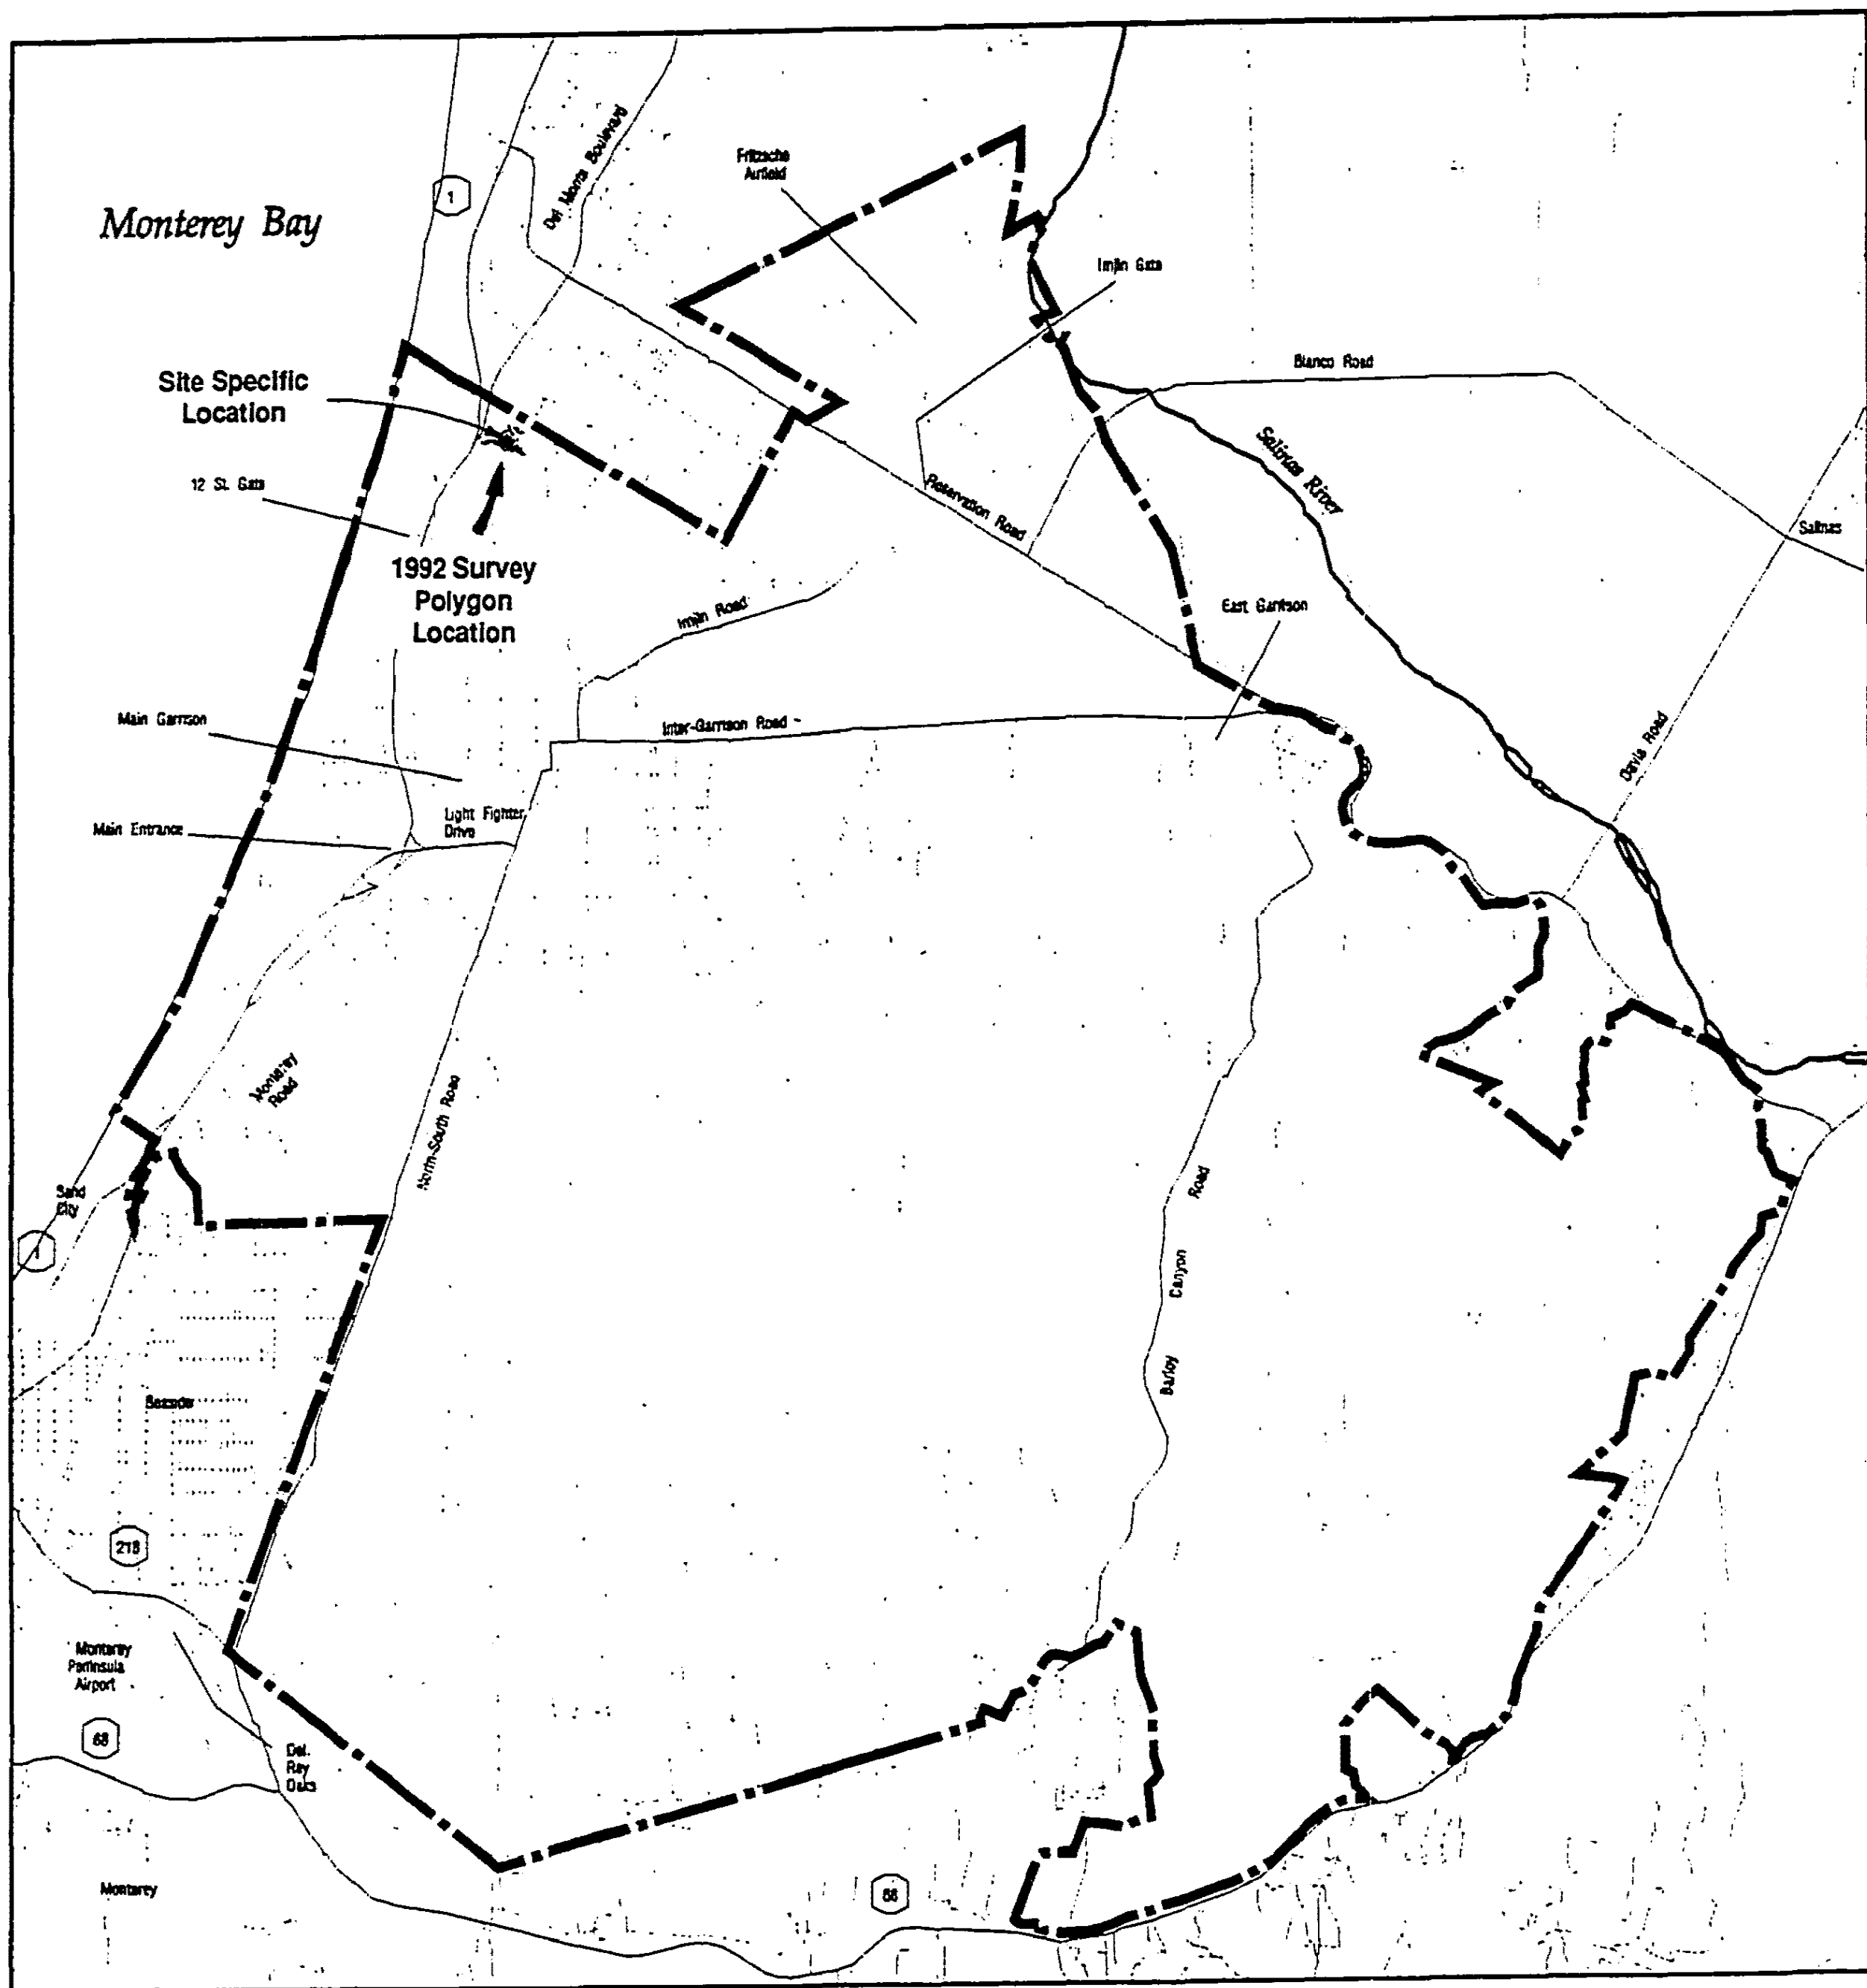 Del Monte Boulevard
Fritzsche
Airfield
1
Monterey Bay
Imjin Gate
Site Specific
Location
Blanco Road
12 St. Gate
Salinas River
Reservation Road
Salinas
1992 Survey
Polygon
Location
Imjin Road
East Garrison
Main Garrison
Inter-Garrison Road
Davis Road
Main Entrance
Light Fighter
Drive
Monterey
Road
North-South Road
Sand
City
1
Barloy Canyon Road
Seaside
218
Monterey
Peninsula
Airport
68
Del
Rey
Oaks
Monterey
68